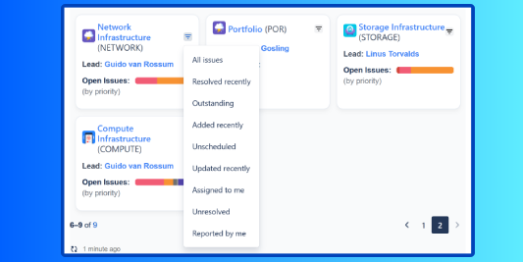 Network
Infrastructure
(NETWORK)
Lead: Guido van Rossum
Open Issues:
(by priority)
Portfolio (POR)
Gosling
Storage Infrastructure
(STORAGE)
Lead: Linus Torvalds
Open Issues:
(by priority)
All issues
Resolved recently
Outstanding
Added recently
Unscheduled
Updated recently
Assigned to me
Unresolved
Reported by me
Compute
Infrastructure
(COMPUTE)
Lead: Guido van Rossum
Open Issues:
(by priority)
6–9 of 9
1 2
1 minute ago